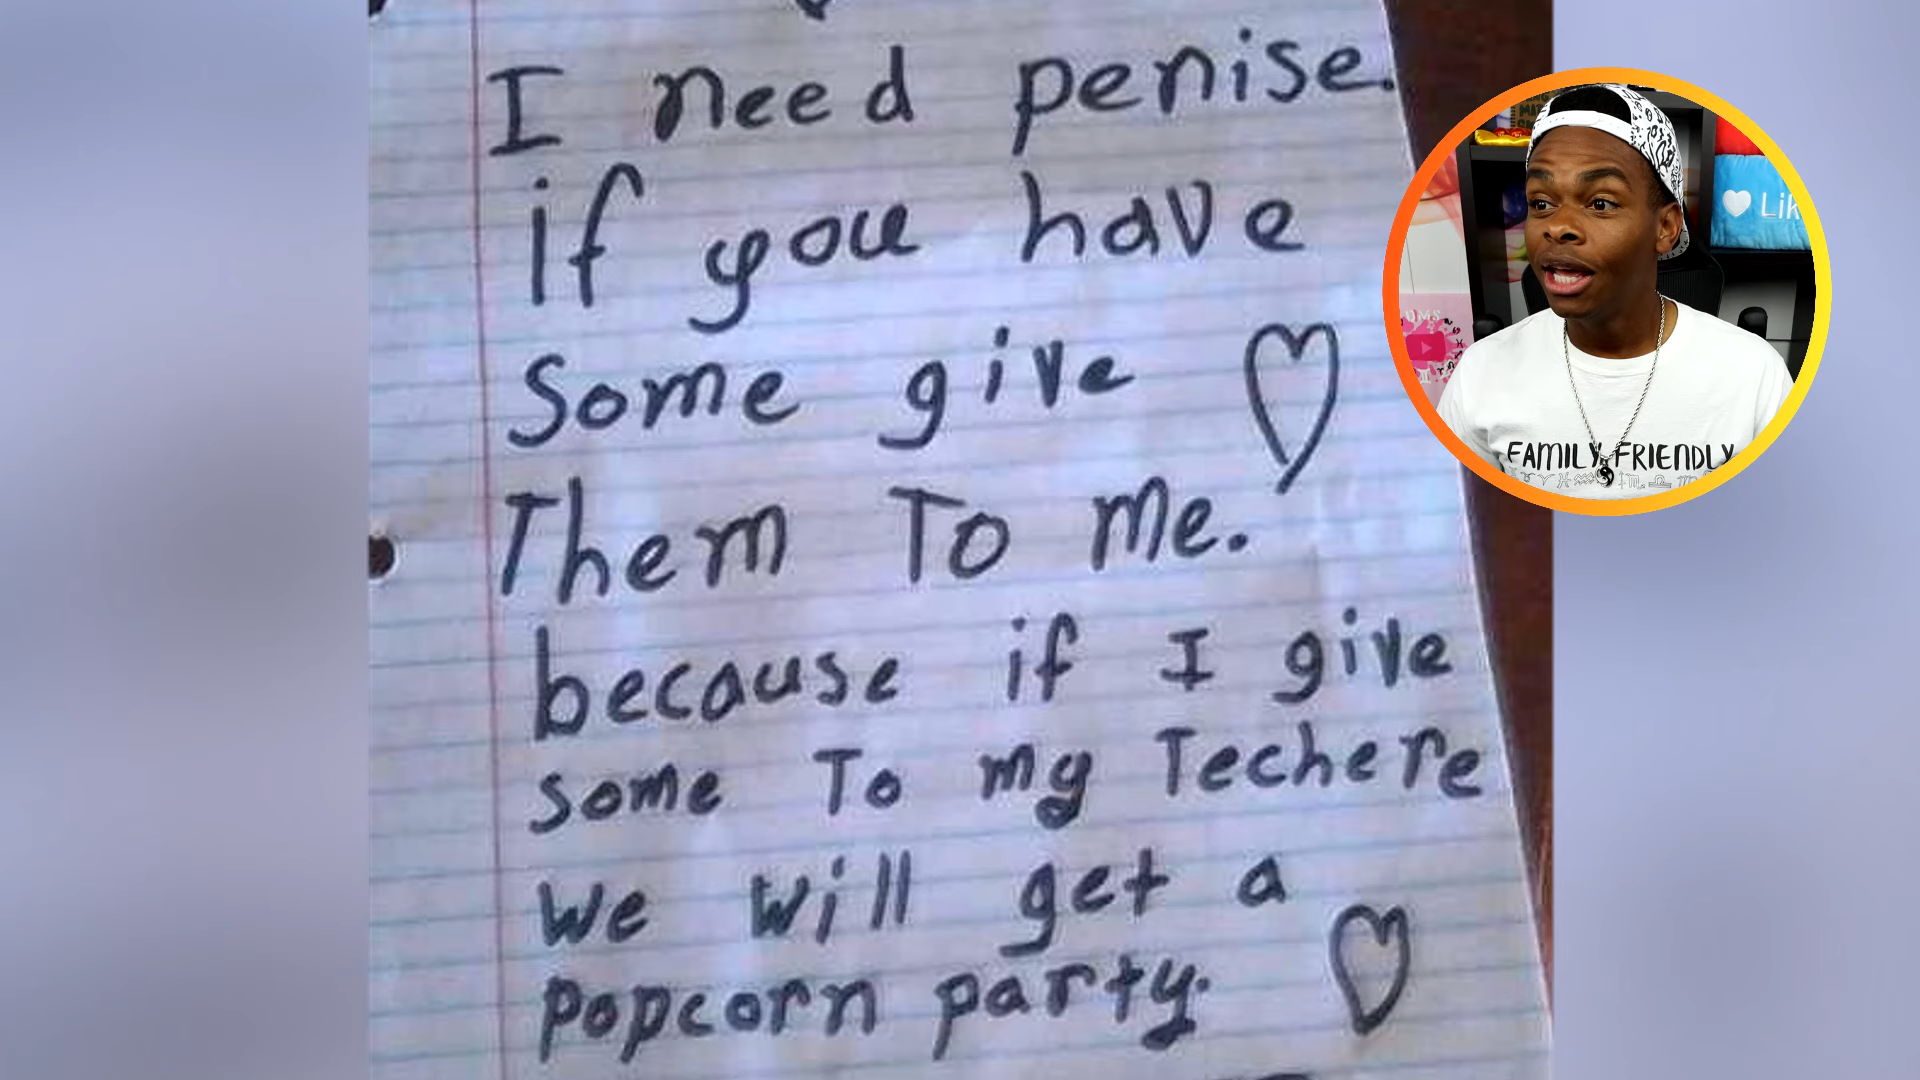 I need penise.
if you have
some give
Them To me.
because if I give
some To my Techere
we will get a
popcorn party.
Lik
FAMILY FRIENDLY